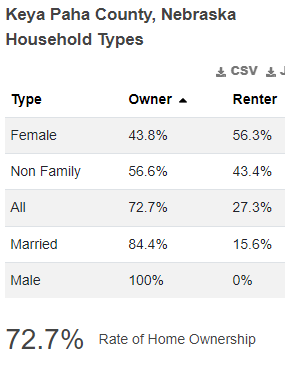 Keya Paha County, Nebraska
Household Types
CSV J
Type Owner Renter
Female 43.8% 56.3%
Non Family 56.6% 43.4%
All 72.7% 27.3%
Married 84.4% 15.6%
Male 100% 0%
72.7% Rate of Home Ownership